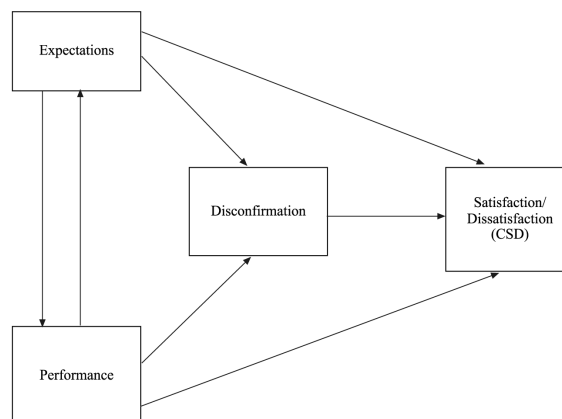 Expectations
Disconfirmation
Satisfaction/
Dissatisfaction
(CSD)
Performance